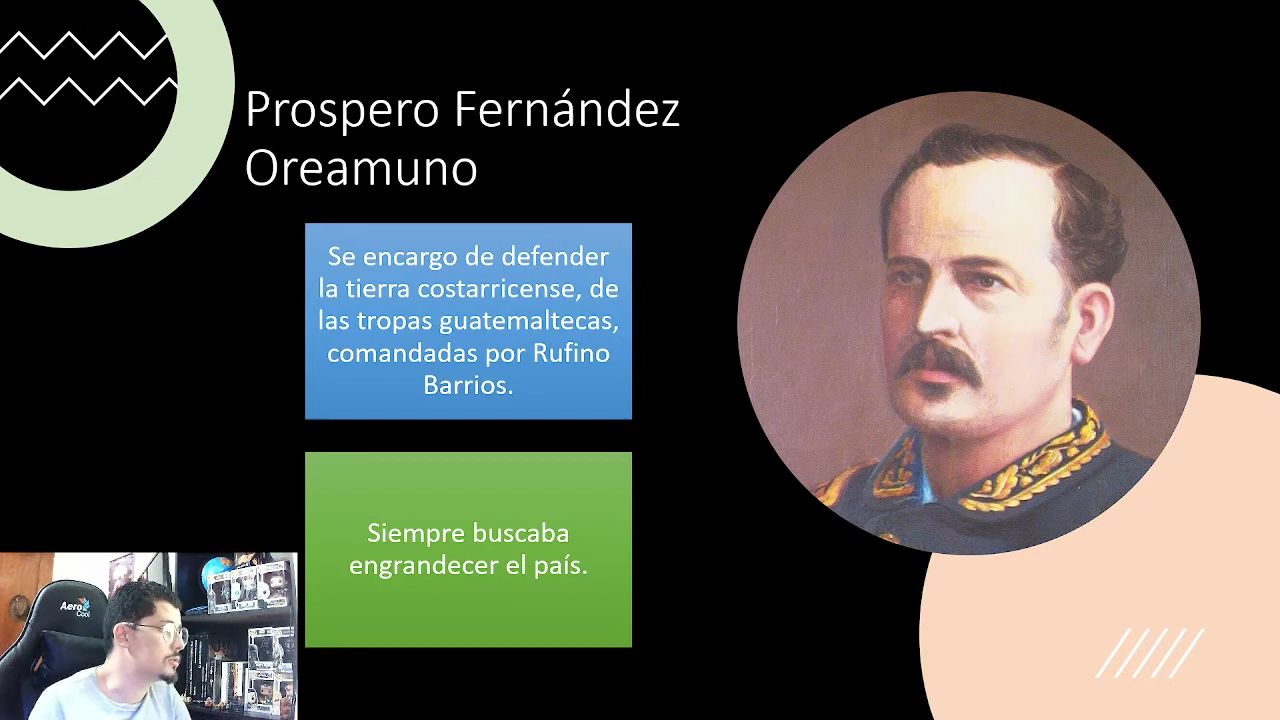 Prospero Fernández
Oreamuno
Se encargo de defender
la tierra costarricense, de
las tropas guatemaltecas,
comandadas por Rufino
Barrios.
Siempre buscaba
engrandecer el país.
Aero
Cool